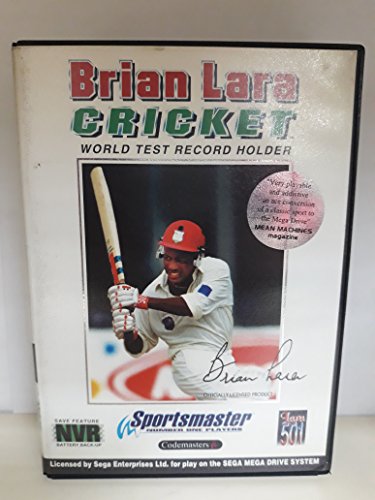 Brian Lara
CRICKET
WORLD TEST RECORD HOLDER
"Very playable
and addictive -
an ace conversion
of a classic sport to
the Mega Drive"
MEAN MACHINES
magazine
Brian Lara
OFFICIALLY LICENSED PRODUCT
SAVE FEATURE
NVR
BATTERY BACK-UP
Sportsmaster
NUMBER ONE PLAYERS
Codemasters
Jam
501
Licensed by Sega Enterprises Ltd. for play on the SEGA MEGA DRIVE SYSTEM